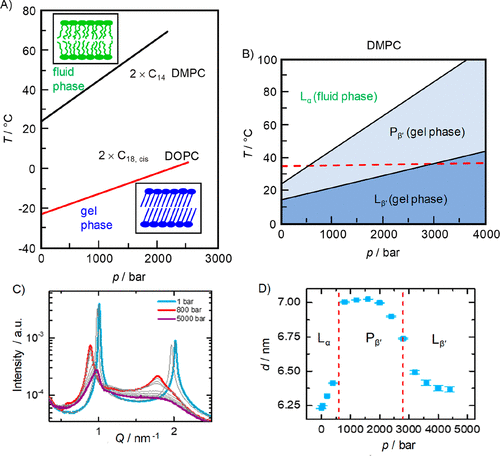 A)
80
60
40
20
0
-20
-40
T / °C
fluid
phase
2 × C14 DMPC
2 × C18, cis DOPC
gel
phase
0 1000 2000 3000
p / bar
B)
DMPC
100
80
60
40
20
0
T / °C
Lα (fluid phase)
Pβ' (gel phase)
Lβ' (gel phase)
0 1000 2000 3000 4000
p / bar
C)
1 bar
800 bar
5000 bar
10-3
10-4
Intensity / a.u.
1 2
Q / nm-1
D)
7.00
6.75
6.50
6.25
d / nm
Lα Pβ' Lβ'
0 1000 2000 3000 4000 5000
p / bar